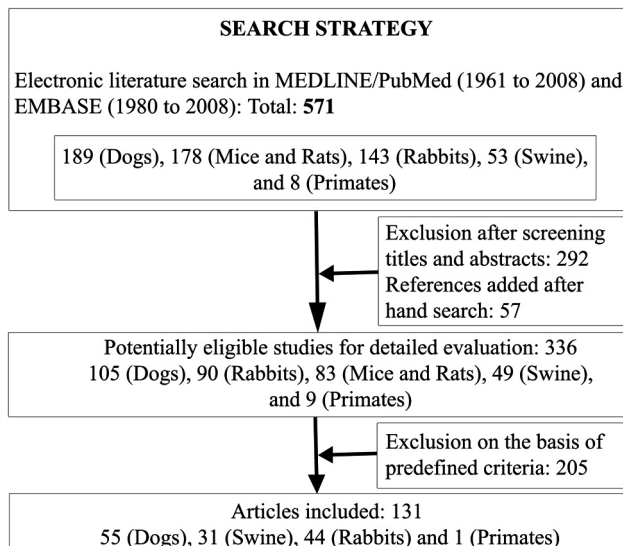 SEARCH STRATEGY
Electronic literature search in MEDLINE/PubMed (1961 to 2008) and
EMBASE (1980 to 2008): Total: 571
189 (Dogs), 178 (Mice and Rats), 143 (Rabbits), 53 (Swine),
and 8 (Primates)
Exclusion after screening
titles and abstracts: 292
References added after
hand search: 57
Potentially eligible studies for detailed evaluation: 336
105 (Dogs), 90 (Rabbits), 83 (Mice and Rats), 49 (Swine),
and 9 (Primates)
Exclusion on the basis of
predefined criteria: 205
Articles included: 131
55 (Dogs), 31 (Swine), 44 (Rabbits) and 1 (Primates)